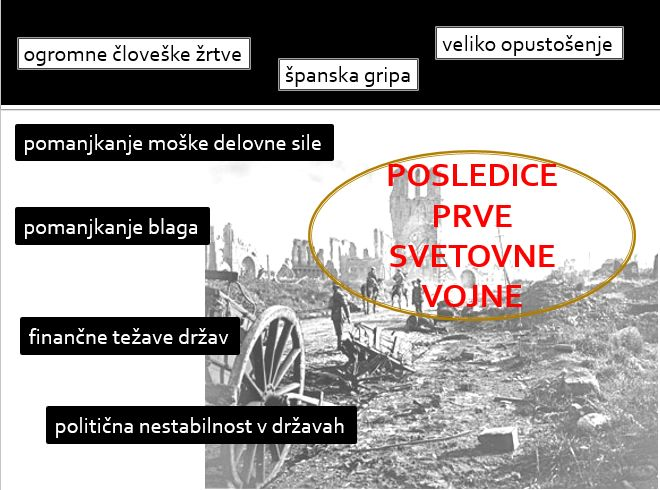 ogromne človeške žrtve
španska gripa
veliko opustošenje
pomanjkanje moške delovne sile
pomanjkanje blaga
finančne težave držav
politična nestabilnost v državah
POSLEDICE
PRVE
SVETOVNE
VOJNE